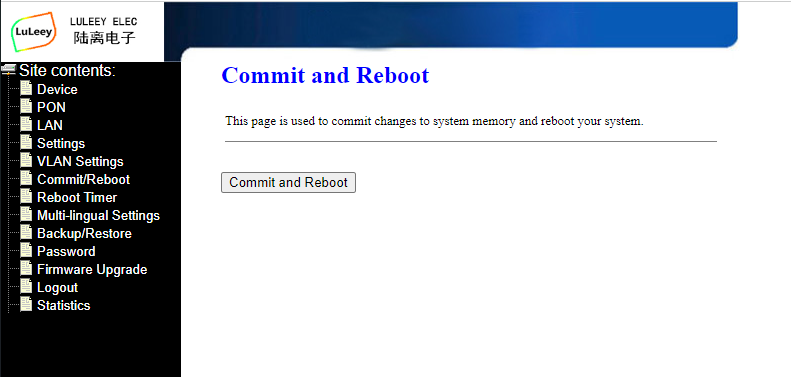 LuLeey
LULEEY ELEC
陆离电子
Site contents:
Device
PON
LAN
Settings
VLAN Settings
Commit/Reboot
Reboot Timer
Multi-lingual Settings
Backup/Restore
Password
Firmware Upgrade
Logout
Statistics
Commit and Reboot
This page is used to commit changes to system memory and reboot your system.
Commit and Reboot